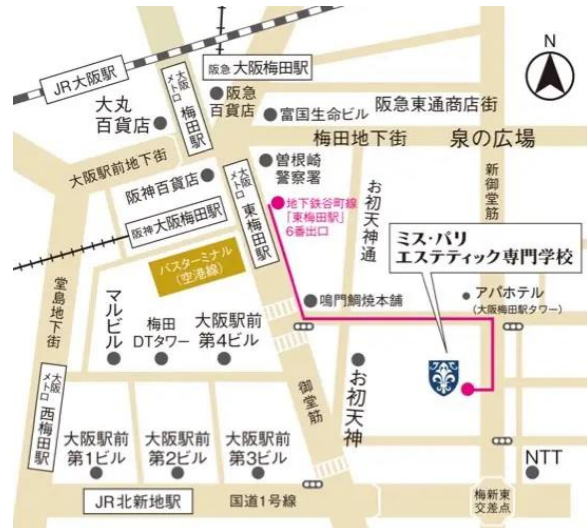 N
JR大阪駅
大阪
メトロ
梅田駅
阪急 大阪梅田駅
大丸
百貨店
阪急
百貨店
富国生命ビル
阪急東通商店街
梅田地下街
泉の広場
大阪駅前地下街
曽根崎
警察署
新御堂筋
阪神百貨店
大阪
メトロ
東梅田駅
地下鉄谷町線
「東梅田駅」
6番出口
お初天神通
阪神 大阪梅田駅
ミス・パリ
エステティック専門学校
バスターミナル
(空港線)
堂島地下街
鳴門鯛焼本舗
アパホテル
(大阪梅田駅タワー)
マルビル
梅田
DTタワー
大阪駅前
第4ビル
御堂筋
お初天神
大阪
メトロ
西梅田駅
大阪駅前
第1ビル
大阪駅前
第2ビル
大阪駅前
第3ビル
NTT
JR北新地駅
国道1号線
梅新東
交差点